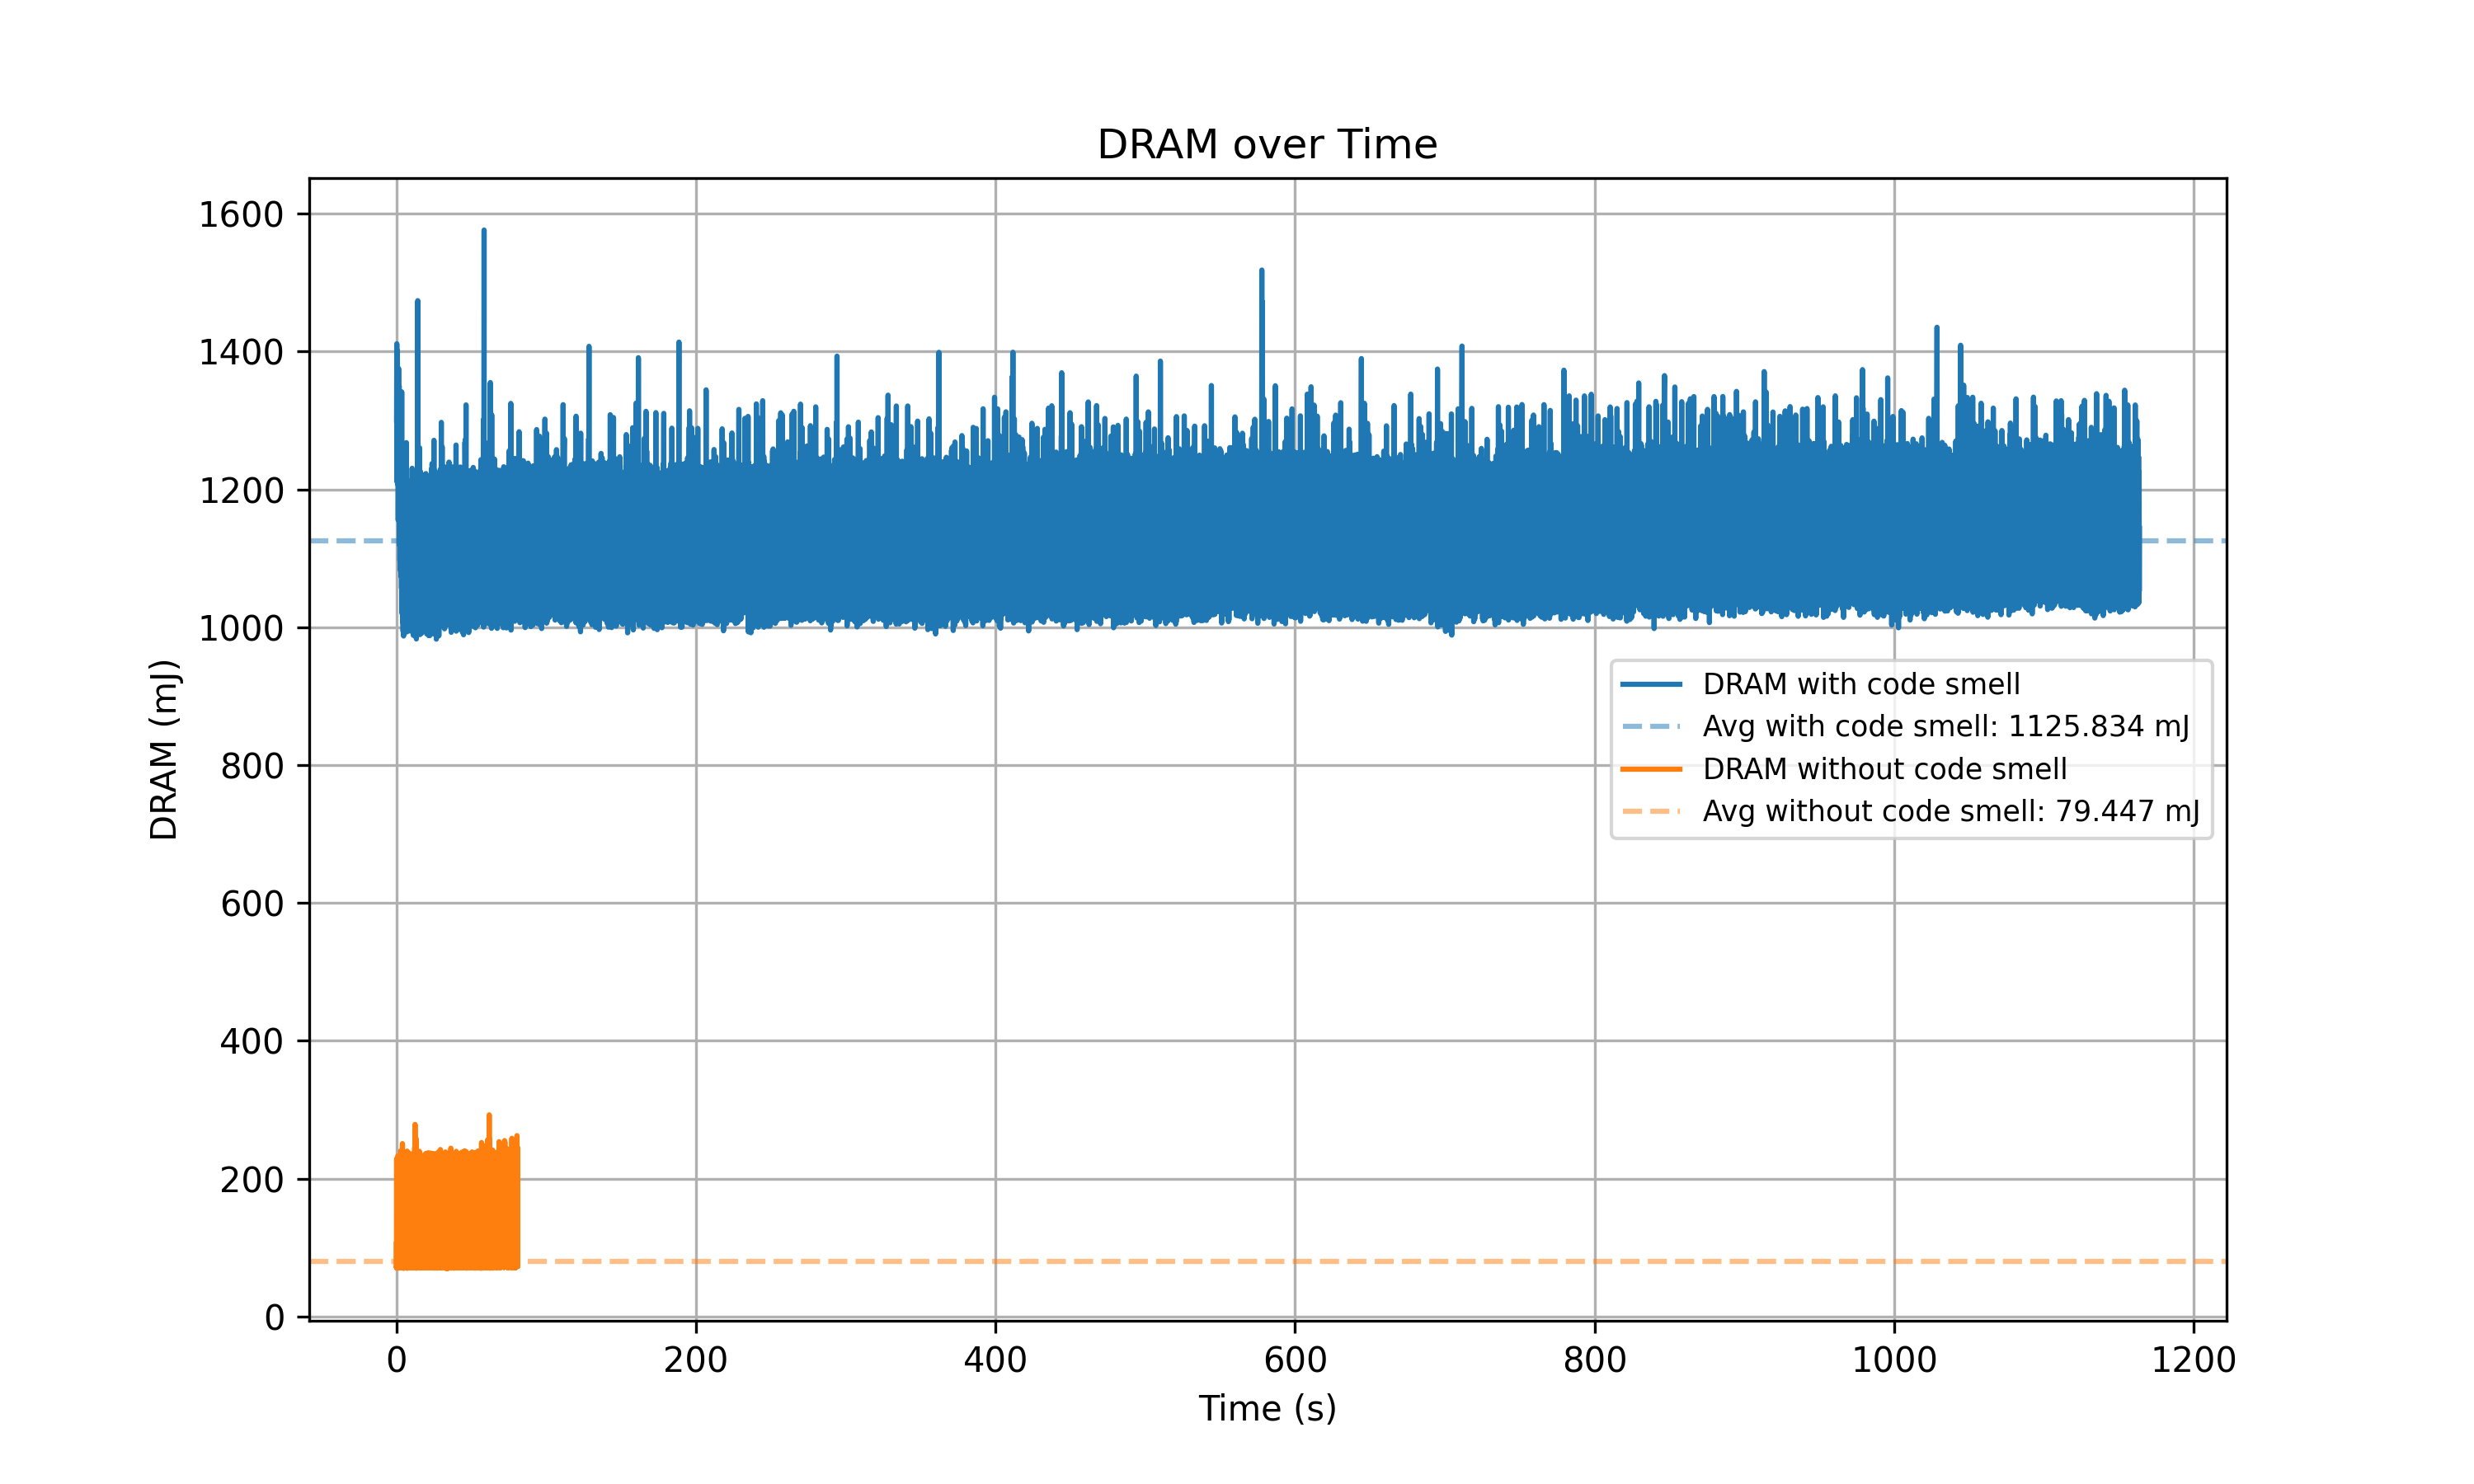 DRAM over Time
1600
1400
1200
1000
800
600
400
200
0
DRAM (mJ)
DRAM with code smell
Avg with code smell: 1125.834 mJ
DRAM without code smell
Avg without code smell: 79.447 mJ
0 200 400 600 800 1000 1200
Time (s)